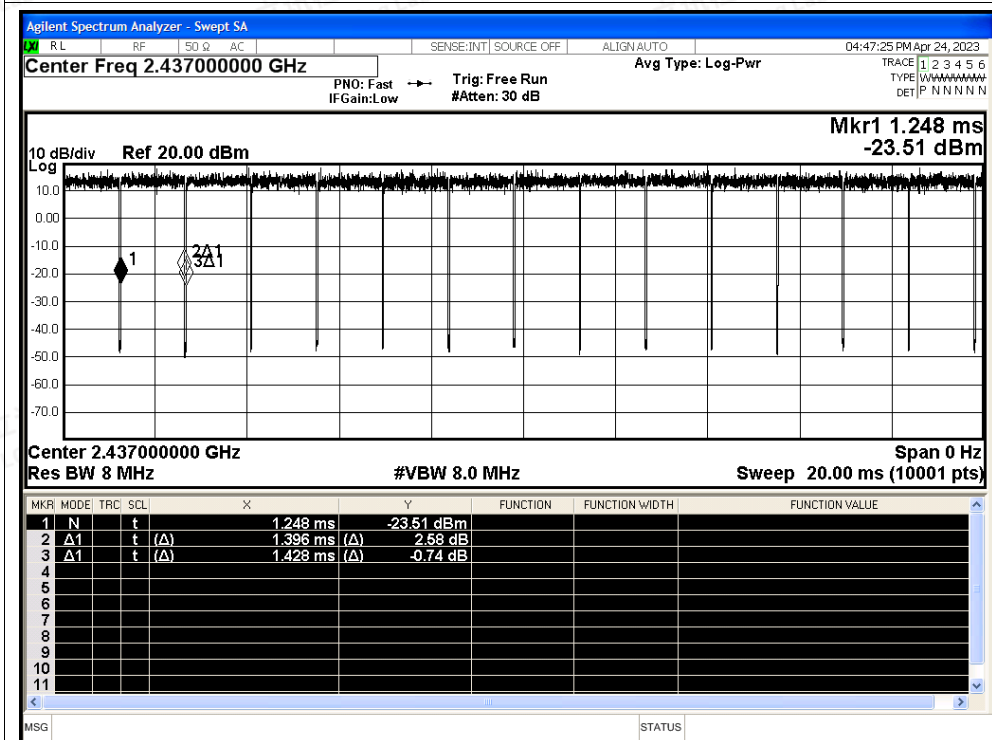 Agilent Spectrum Analyzer - Swept SA
LXI RL RF 50 Ω AC SENSE:INT SOURCE OFF ALIGN AUTO 04:47:25 PM Apr 24, 2023
Center Freq 2.437000000 GHz Avg Type: Log-Pwr TRACE 1 2 3 4 5 6
PNO: Fast Trig: Free Run TYPE WWWWWW
IFGain:Low #Atten: 30 dB DET P N N N N N
Mkr1 1.248 ms
10 dB/div Ref 20.00 dBm -23.51 dBm
Log
10.0
0.00
-10.0
1 2Δ1
3Δ1
-20.0
-30.0
-40.0
-50.0
-60.0
-70.0
Center 2.437000000 GHz Span 0 Hz
Res BW 8 MHz #VBW 8.0 MHz Sweep 20.00 ms (10001 pts)
MKR MODE TRC SCL X Y FUNCTION FUNCTION WIDTH FUNCTION VALUE
1 N t 1.248 ms -23.51 dBm
2 Δ1 t (Δ) 1.396 ms (Δ) 2.58 dB
3 Δ1 t (Δ) 1.428 ms (Δ) -0.74 dB
4
5
6
7
8
9
10
11
MSG STATUS